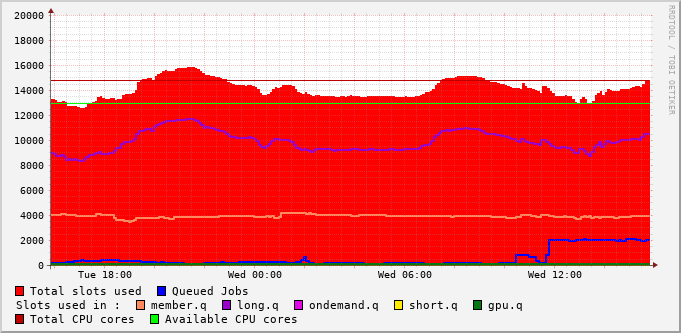 20000
18000
16000
14000
12000
10000
8000
6000
4000
2000
0
Tue 18:00 Wed 00:00 Wed 06:00 Wed 12:00
RRDTOOL / TOBI OETIKER
Total slots used Queued Jobs
Slots used in : member.q long.q ondemand.q short.q gpu.q
Total CPU cores Available CPU cores